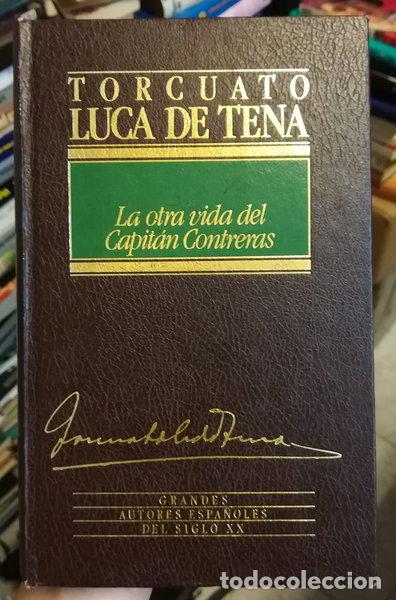 TORCUATO
LUCA DE TENA
La otra vida del
Capitán Contreras
GRANDES
AUTORES ESPAÑOLES
DEL SIGLO XX
todocoleccion